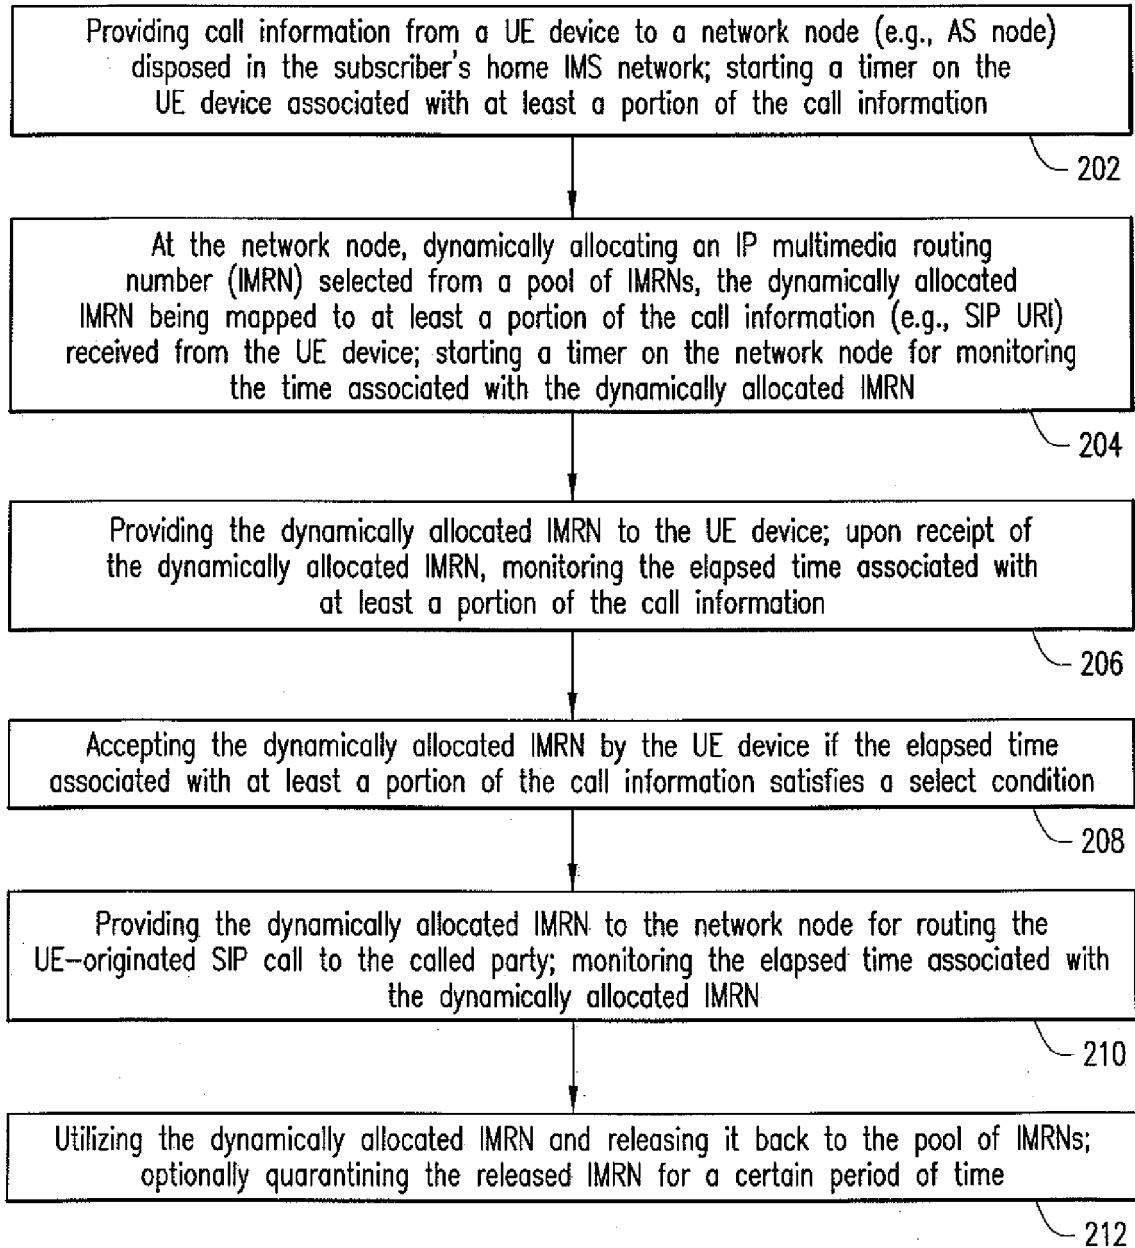 Providing call information from a UE device to a network node (e.g., AS node)
disposed in the subscriber's home IMS network; starting a timer on the
UE device associated with at least a portion of the call information
202
At the network node, dynamically allocating an IP multimedia routing
number (IMRN) selected from a pool of IMRNs, the dynamically allocated
IMRN being mapped to at least a portion of the call information (e.g., SIP URI)
received from the UE device; starting a timer on the network node for monitoring
the time associated with the dynamically allocated IMRN
204
Providing the dynamically allocated IMRN to the UE device; upon receipt of
the dynamically allocated IMRN, monitoring the elapsed time associated with
at least a portion of the call information
206
Accepting the dynamically allocated IMRN by the UE device if the elapsed time
associated with at least a portion of the call information satisfies a select condition
208
Providing the dynamically allocated IMRN to the network node for routing the
UE-originated SIP call to the called party; monitoring the elapsed time associated with
the dynamically allocated IMRN
210
Utilizing the dynamically allocated IMRN and releasing it back to the pool of IMRNs;
optionally quarantining the released IMRN for a certain period of time
212